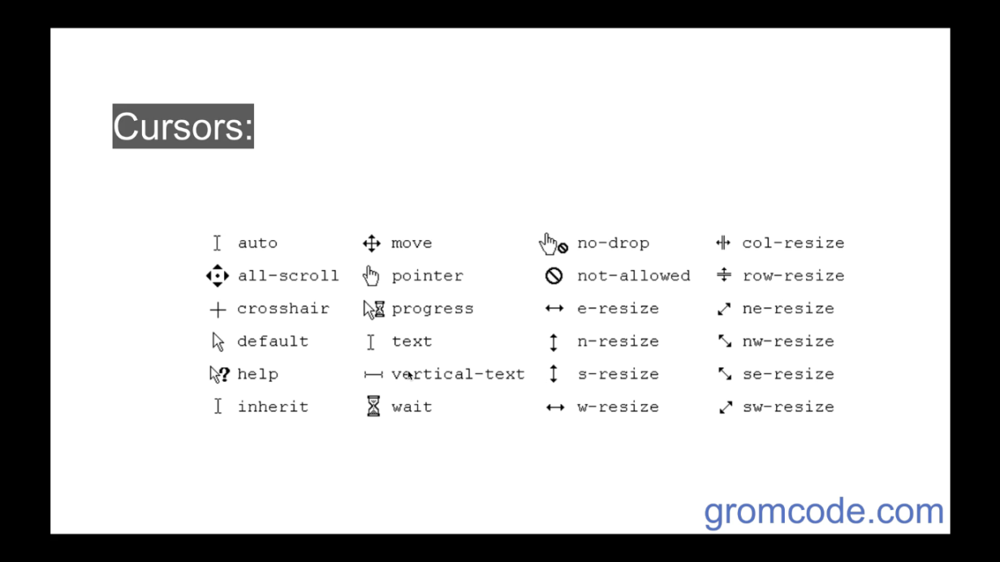 Cursors:
auto
all-scroll
crosshair
default
help
inherit
move
pointer
progress
text
vertical-text
wait
no-drop
not-allowed
e-resize
n-resize
s-resize
w-resize
col-resize
row-resize
ne-resize
nw-resize
se-resize
sw-resize
gromcode.com